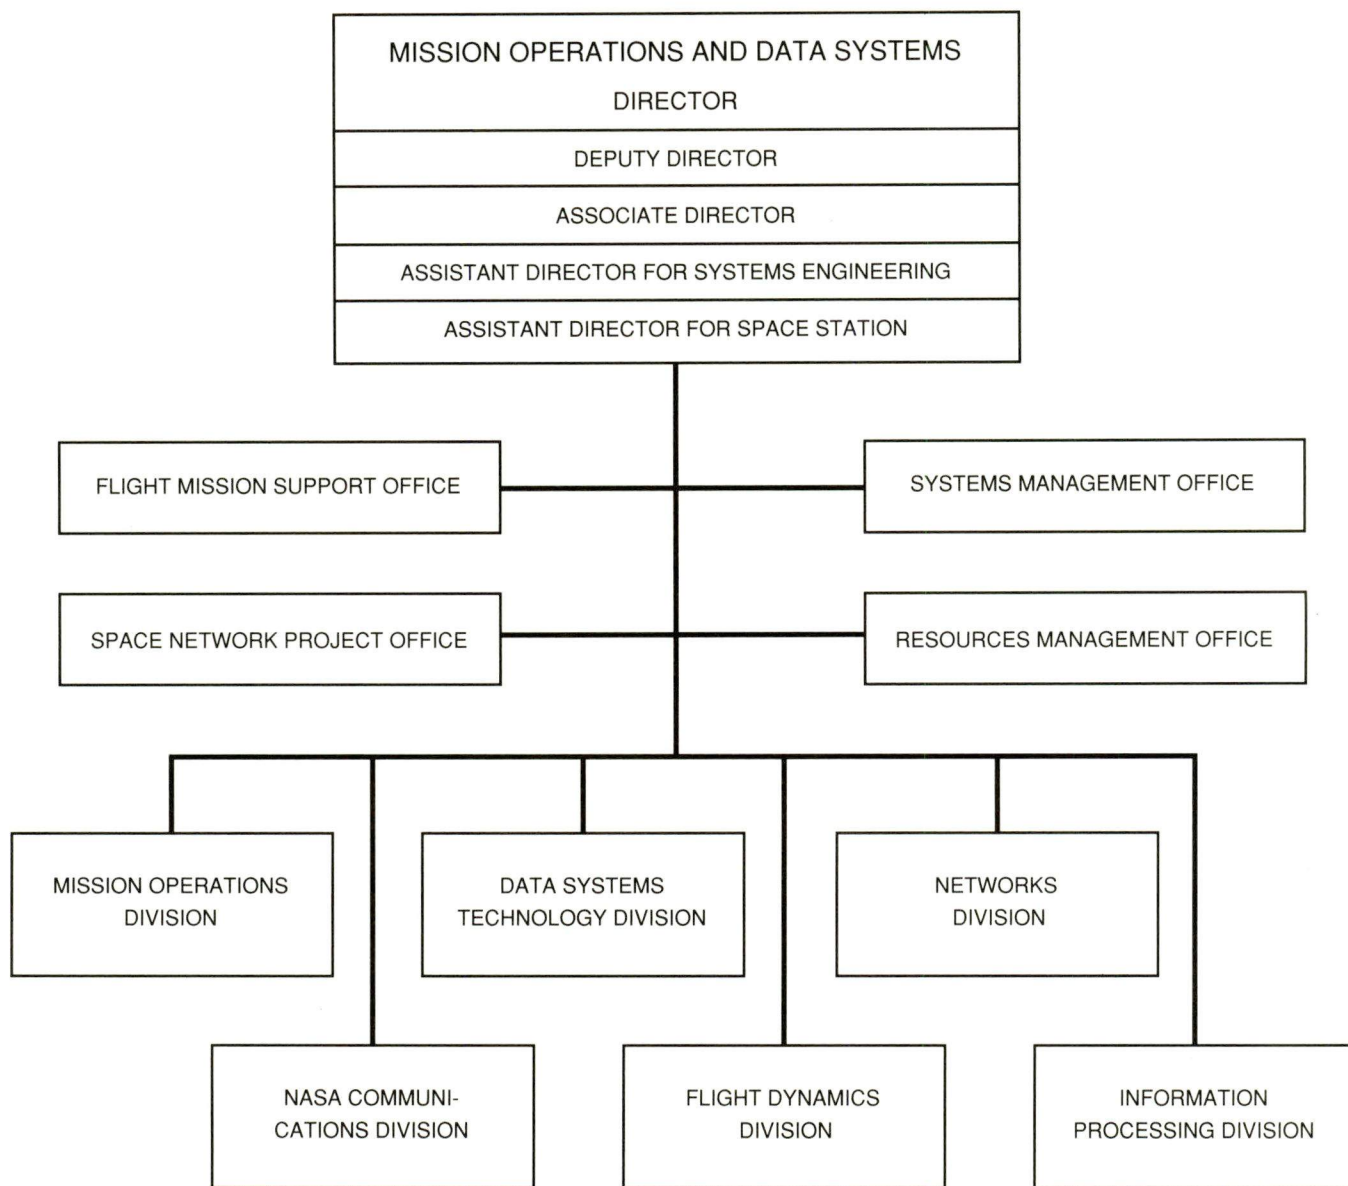 MISSION OPERATIONS AND DATA SYSTEMS
DIRECTOR
DEPUTY DIRECTOR
ASSOCIATE DIRECTOR
ASSISTANT DIRECTOR FOR SYSTEMS ENGINEERING
ASSISTANT DIRECTOR FOR SPACE STATION
FLIGHT MISSION SUPPORT OFFICE
SYSTEMS MANAGEMENT OFFICE
SPACE NETWORK PROJECT OFFICE
RESOURCES MANAGEMENT OFFICE
MISSION OPERATIONS
DIVISION
DATA SYSTEMS
TECHNOLOGY DIVISION
NETWORKS
DIVISION
NASA COMMUNI-
CATIONS DIVISION
FLIGHT DYNAMICS
DIVISION
INFORMATION
PROCESSING DIVISION